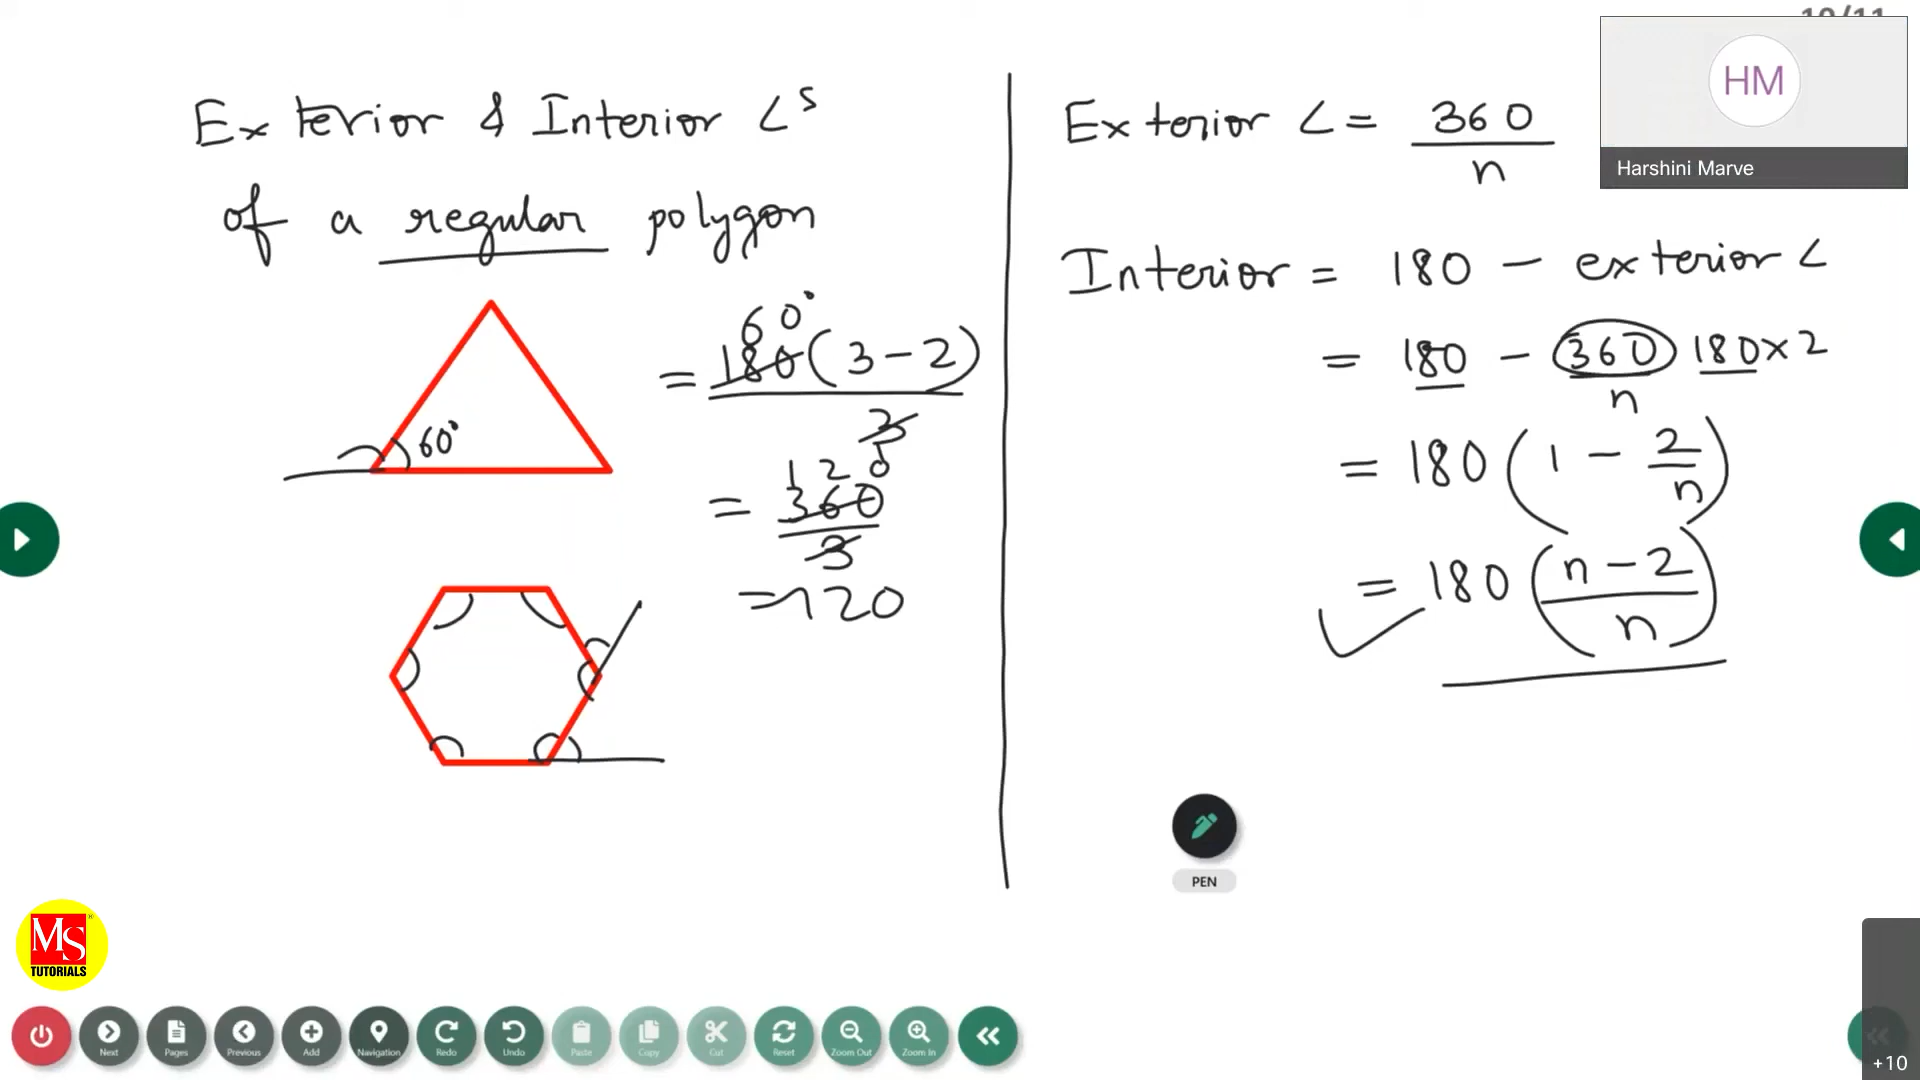 Exterior & Interior ∠s
of a regular polygon
60°
= 180(3-2)
3
60°
= 360
3
120
=120
Exterior ∠ = 360
n
Interior = 180 - exterior ∠
= 180 - 360 180×2
n
= 180 (1 - 2/n)
= 180 (n-2/n)
HM
Harshini Marve
PEN
MS
TUTORIALS
Next
Pages
Previous
Add
Navigation
Redo
Undo
Paste
Copy
Cut
Reset
Zoom Out
Zoom In
+10